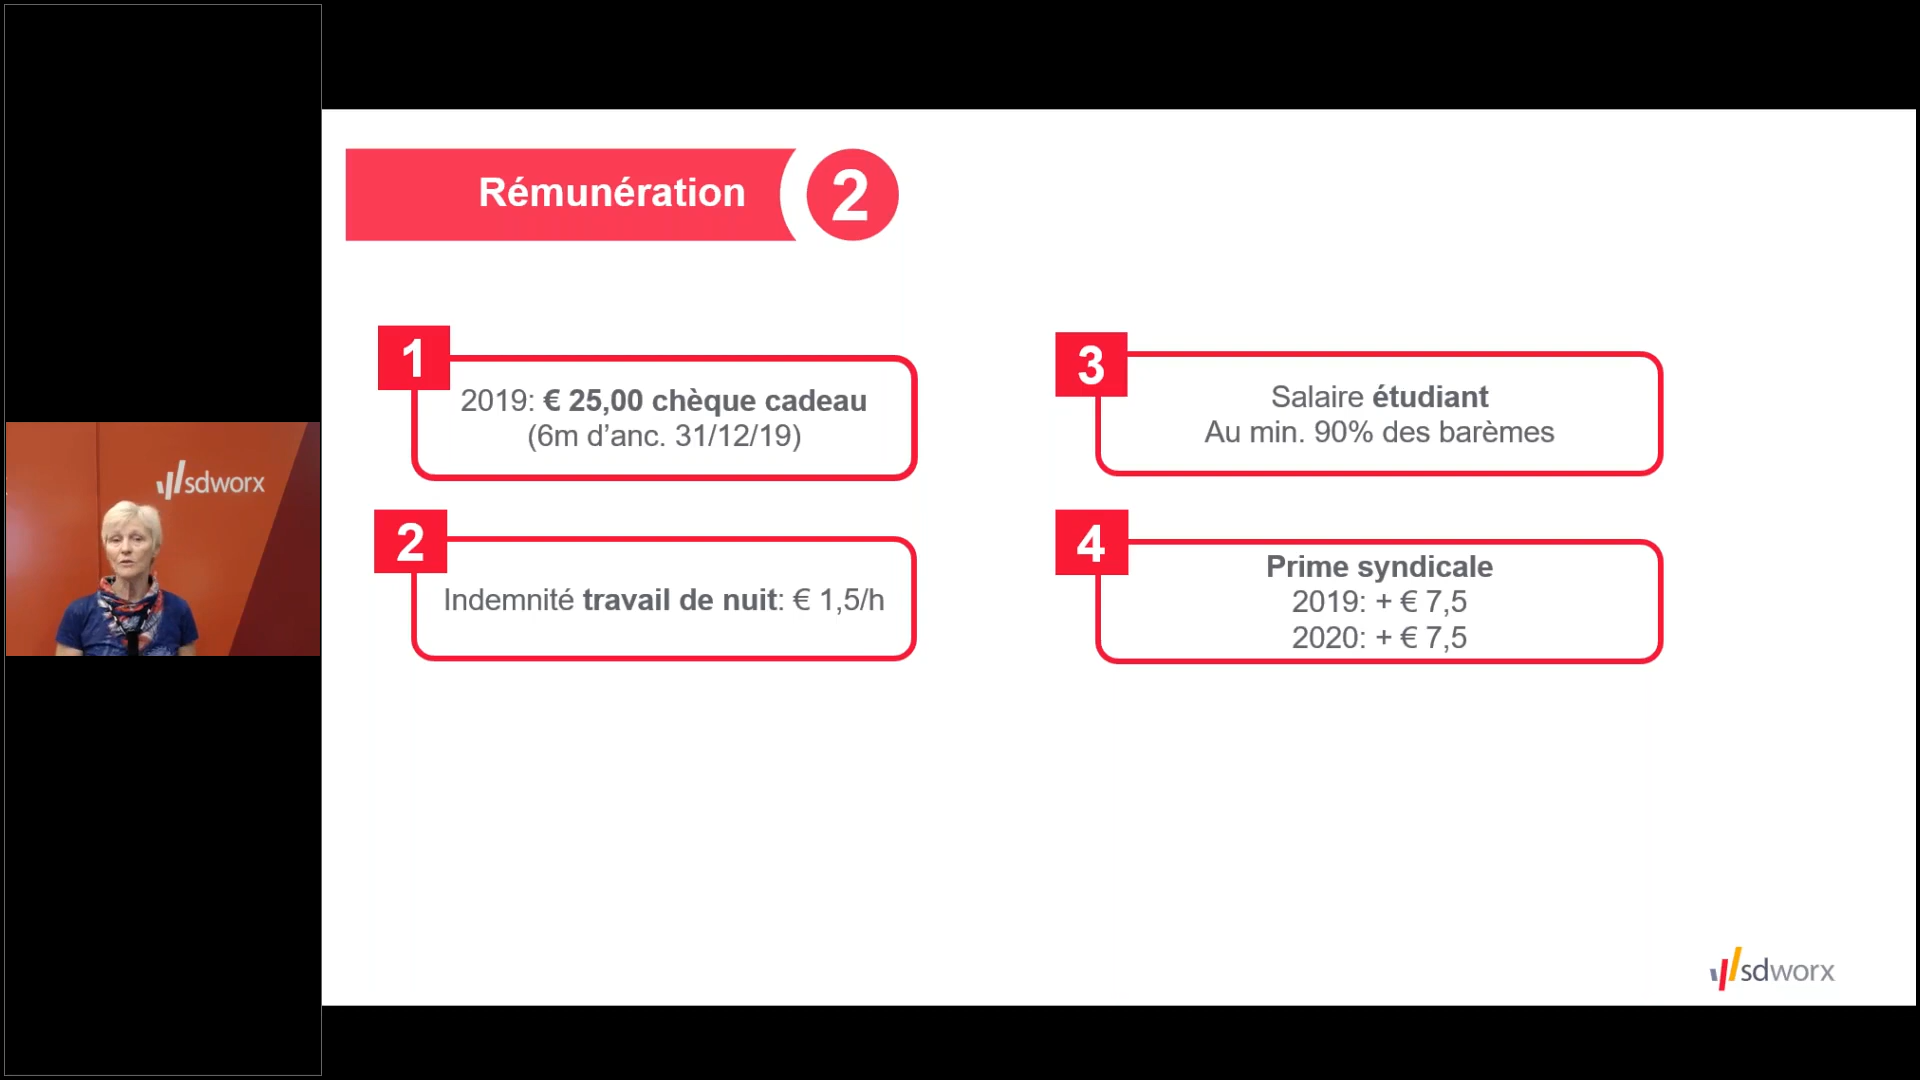 Rémunération
2
1
2019: € 25,00 chèque cadeau
(6m d’anc. 31/12/19)
2
Indemnité travail de nuit: € 1,5/h
3
Salaire étudiant
Au min. 90% des barèmes
4
Prime syndicale
2019: + € 7,5
2020: + € 7,5
sdworx
sdworx